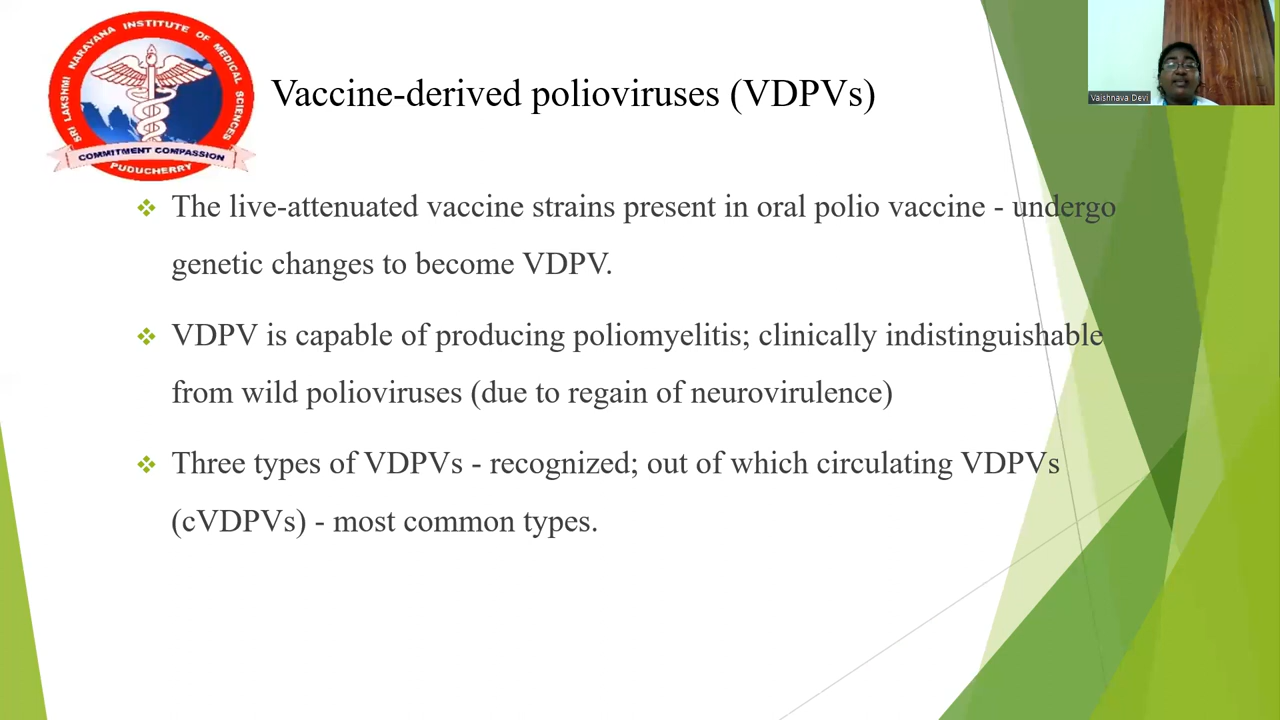 SRI LAKSHMI NARAYANA INSTITUTE OF MEDICAL SCIENCES
COMMITMENT COMPASSION
PUDUCHERRY
Vaccine-derived polioviruses (VDPVs)
Vaishnava Devi
The live-attenuated vaccine strains present in oral polio vaccine - undergo
genetic changes to become VDPV.
VDPV is capable of producing poliomyelitis; clinically indistinguishable
from wild polioviruses (due to regain of neurovirulence)
Three types of VDPVs - recognized; out of which circulating VDPVs
(cVDPVs) - most common types.